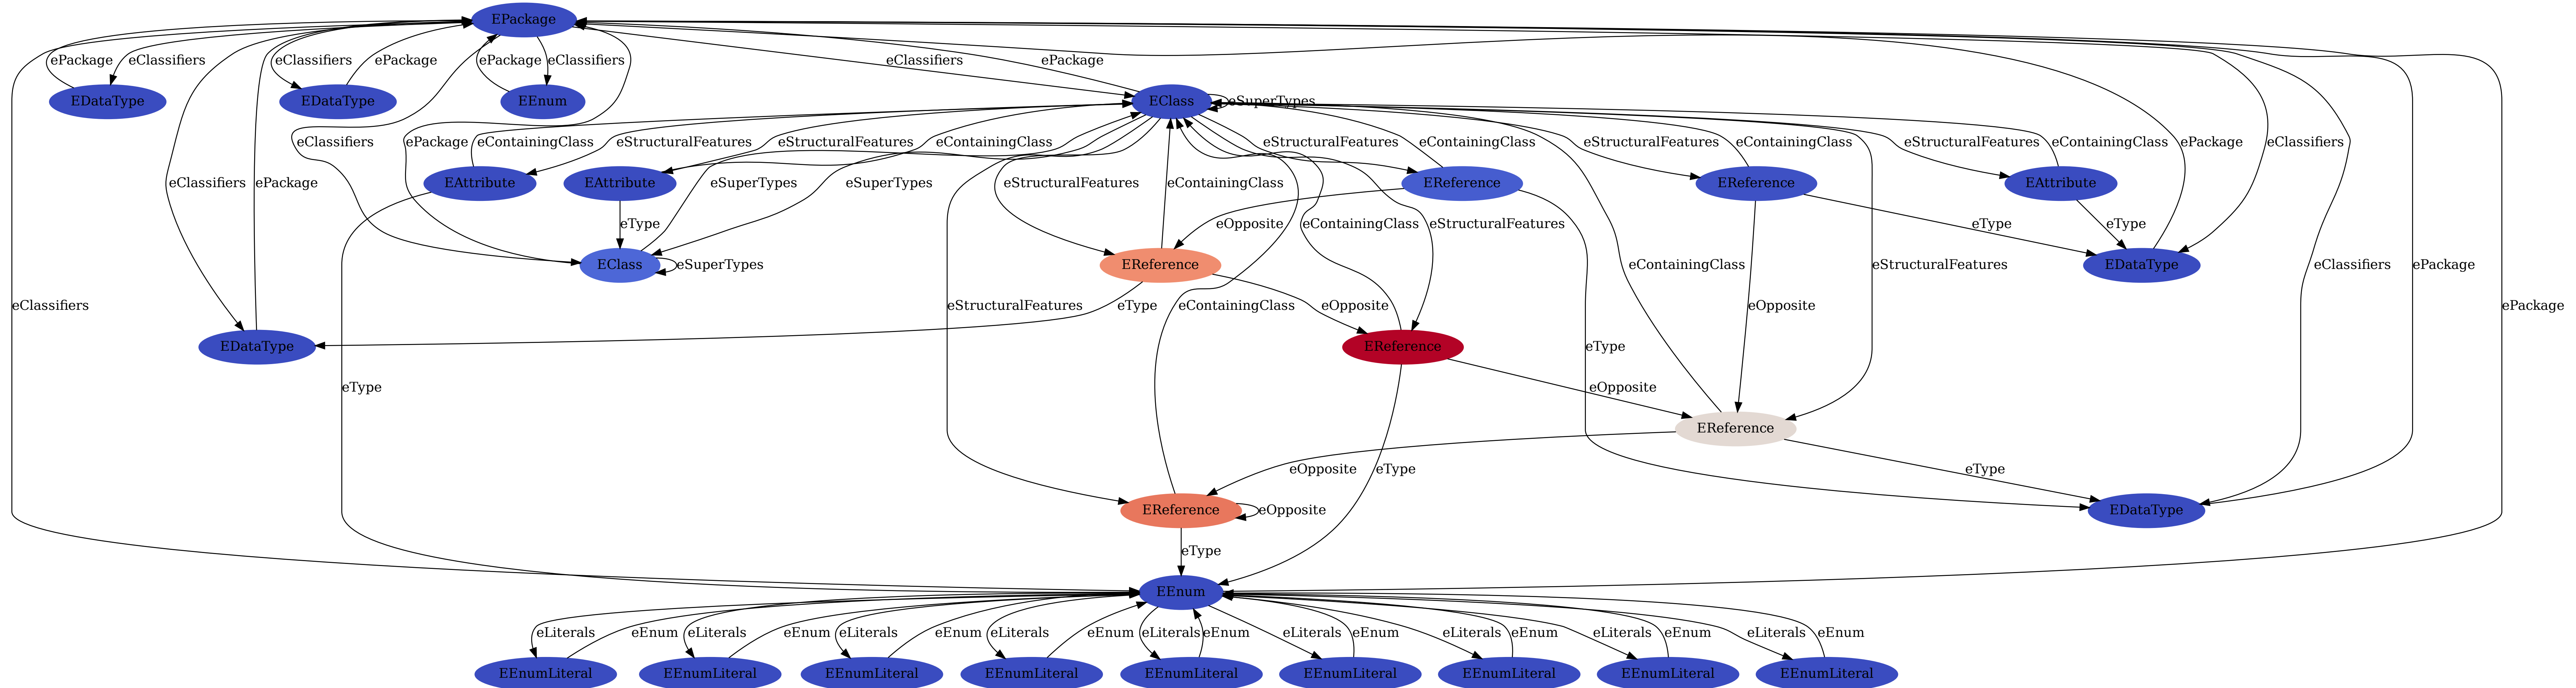 EPackage
ePackage
eClassifiers
eClassifiers
ePackage
ePackage
eClassifiers
eClassifiers
ePackage
EDataType
EDataType
EEnum
EClass
eSuperTypes
eClassifiers
ePackage
eContainingClass
eStructuralFeatures
eStructuralFeatures
eContainingClass
eStructuralFeatures
eContainingClass
eStructuralFeatures
eContainingClass
eStructuralFeatures
eContainingClass
ePackage
eClassifiers
eClassifiers
ePackage
EAttribute
EAttribute
eSuperTypes
eSuperTypes
eStructuralFeatures
eContainingClass
EReference
EReference
EAttribute
eType
eOpposite
eContainingClass
eStructuralFeatures
eType
eType
EClass
eSuperTypes
EReference
eContainingClass
eStructuralFeatures
EDataType
eClassifiers
ePackage
eClassifiers
eStructuralFeatures
eType
eContainingClass
eOpposite
eOpposite
ePackage
EDataType
EReference
eType
eType
eOpposite
EReference
eOpposite
eType
eType
EReference
eOpposite
EDataType
eType
EEnum
eLiterals
eEnum
eLiterals
eEnum
eLiterals
eEnum
eLiterals
eEnum
eLiterals
eEnum
eLiterals
eEnum
eLiterals
eEnum
eLiterals
eEnum
eLiterals
eEnum
EEnumLiteral
EEnumLiteral
EEnumLiteral
EEnumLiteral
EEnumLiteral
EEnumLiteral
EEnumLiteral
EEnumLiteral
EEnumLiteral